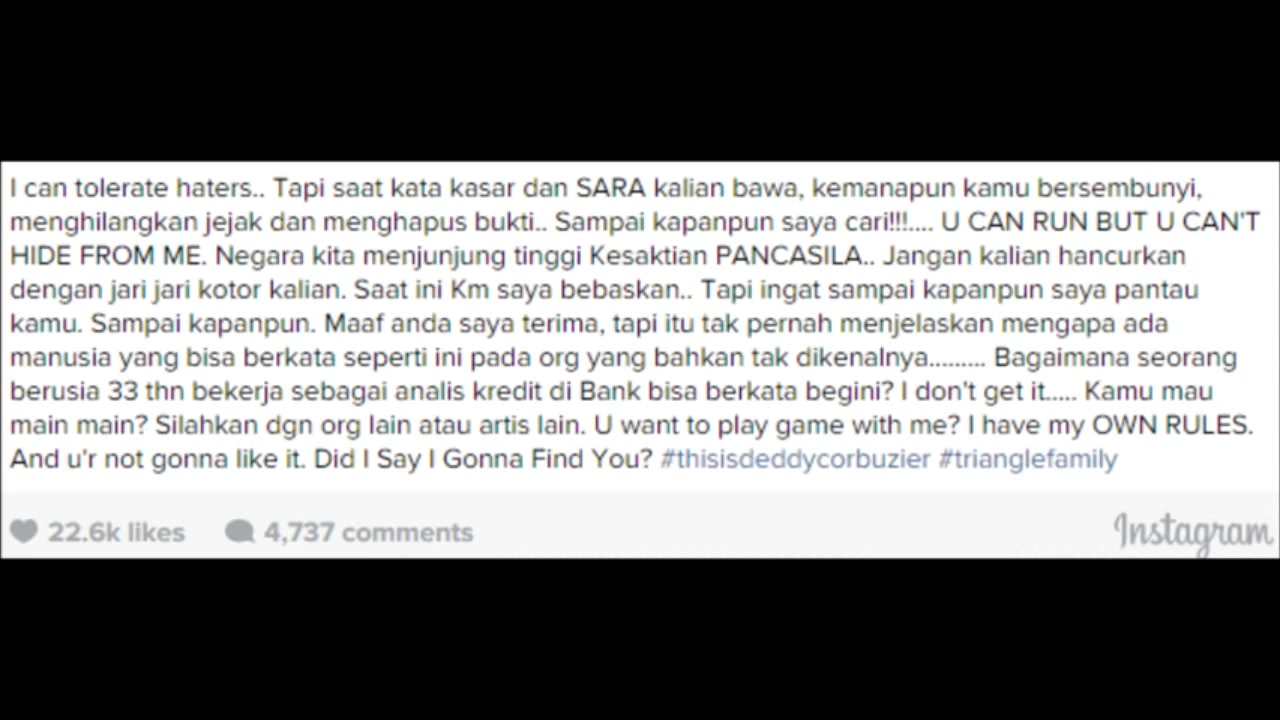 I can tolerate haters.. Tapi saat kata kasar dan SARA kalian bawa, kemanapun kamu bersembunyi,
menghilangkan jejak dan menghapus bukti.. Sampai kapanpun saya cari!!!.... U CAN RUN BUT U CAN'T
HIDE FROM ME. Negara kita menjunjung tinggi Kesaktian PANCASILA.. Jangan kalian hancurkan
dengan jari jari kotor kalian. Saat ini Km saya bebaskan.. Tapi ingat sampai kapanpun saya pantau
kamu. Sampai kapanpun. Maaf anda saya terima, tapi itu tak pernah menjelaskan mengapa ada
manusia yang bisa berkata seperti ini pada org yang bahkan tak dikenalnya......... Bagaimana seorang
berusia 33 thn bekerja sebagai analis kredit di Bank bisa berkata begini? I don't get it..... Kamu mau
main main? Silahkan dgn org lain atau artis lain. U want to play game with me? I have my OWN RULES.
And u'r not gonna like it. Did I Say I Gonna Find You? #thisisdeddycorbuzier #trianglefamily
22.6k likes 4,737 comments Instagram